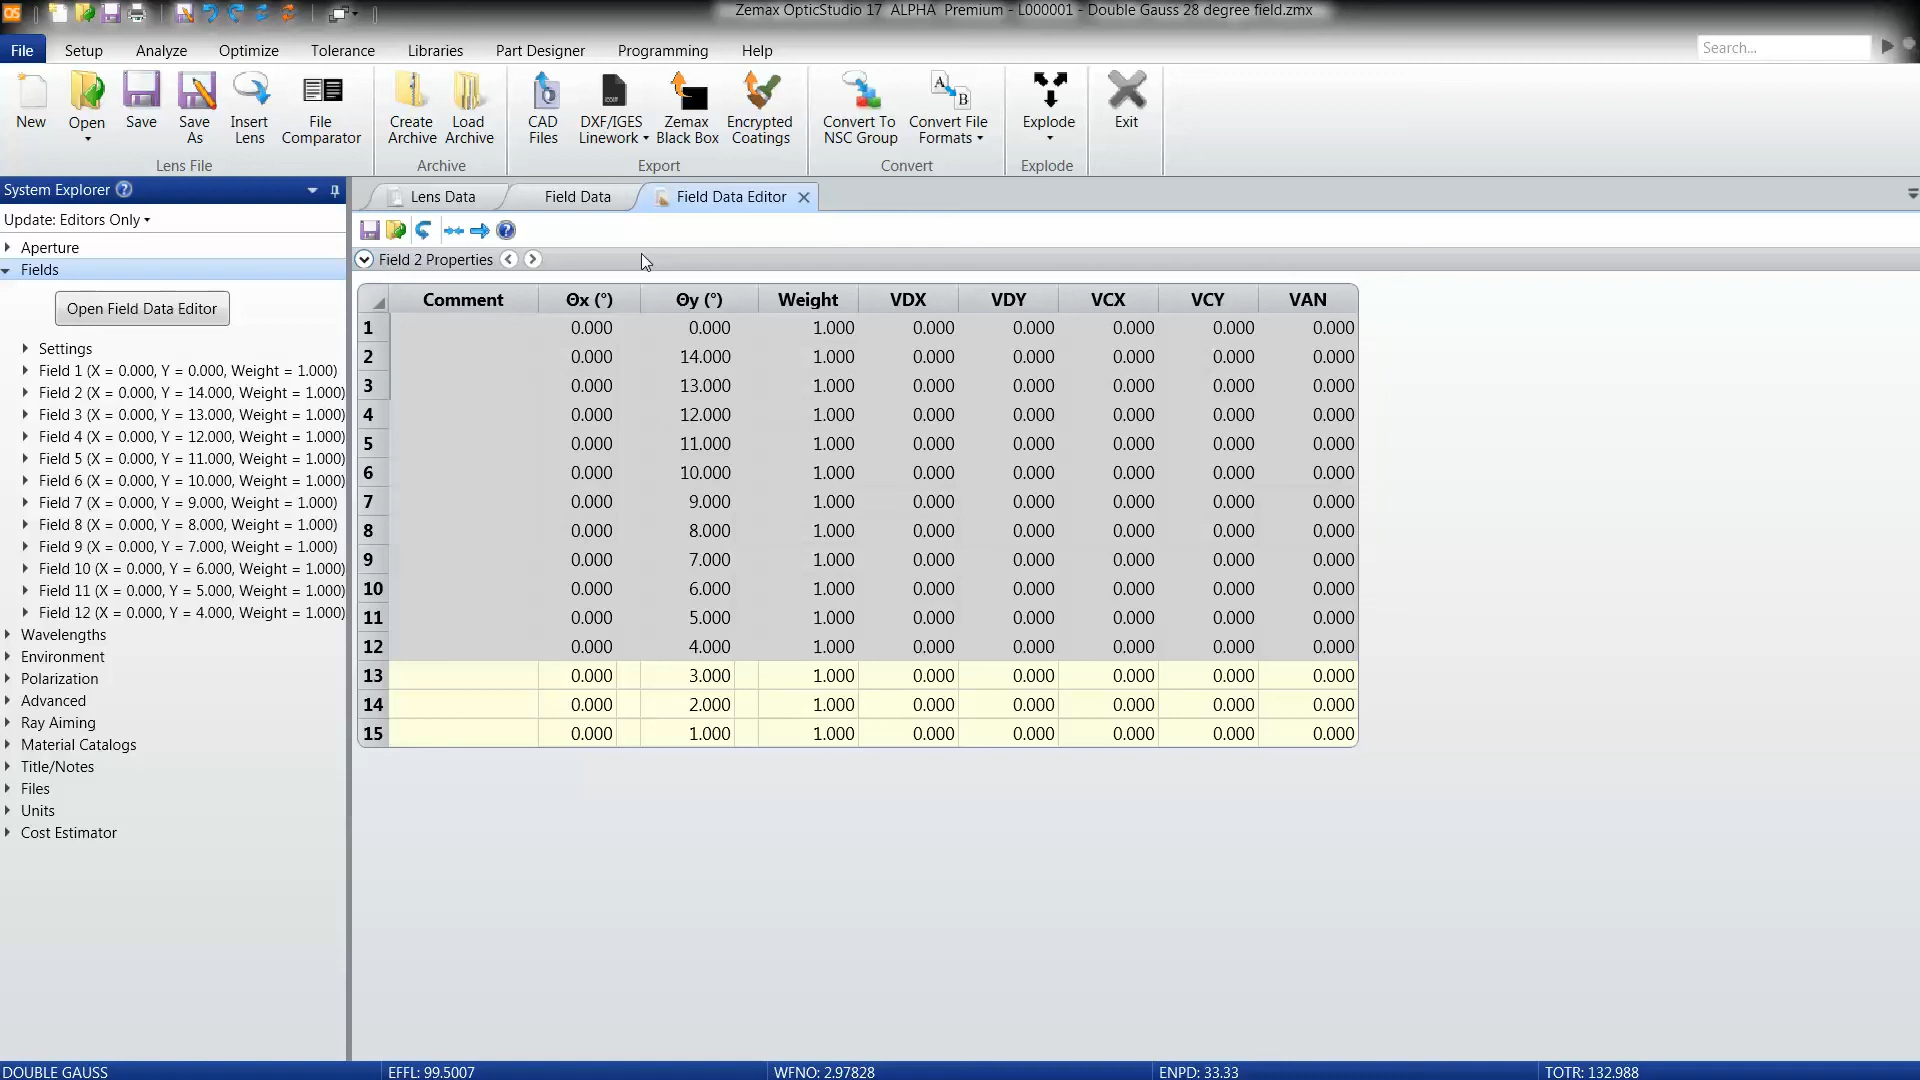 Zemax OpticStudio 17 ALPHA Premium - L000001 - Double Gauss 28 degree field.zmx
File Setup Analyze Optimize Tolerance Libraries Part Designer Programming Help Search...
New Open Save Save As Insert Lens File Comparator Create Archive Load Archive CAD Files DXF/IGES Linework Zemax Black Box Encrypted Coatings Convert To NSC Group Convert File Formats Explode Exit
Lens File Archive Export Convert Explode
System Explorer
Update: Editors Only
Aperture
Fields
Open Field Data Editor
Settings
Field 1 (X = 0.000, Y = 0.000, Weight = 1.000)
Field 2 (X = 0.000, Y = 14.000, Weight = 1.000)
Field 3 (X = 0.000, Y = 13.000, Weight = 1.000)
Field 4 (X = 0.000, Y = 12.000, Weight = 1.000)
Field 5 (X = 0.000, Y = 11.000, Weight = 1.000)
Field 6 (X = 0.000, Y = 10.000, Weight = 1.000)
Field 7 (X = 0.000, Y = 9.000, Weight = 1.000)
Field 8 (X = 0.000, Y = 8.000, Weight = 1.000)
Field 9 (X = 0.000, Y = 7.000, Weight = 1.000)
Field 10 (X = 0.000, Y = 6.000, Weight = 1.000)
Field 11 (X = 0.000, Y = 5.000, Weight = 1.000)
Field 12 (X = 0.000, Y = 4.000, Weight = 1.000)
Wavelengths
Environment
Polarization
Advanced
Ray Aiming
Material Catalogs
Title/Notes
Files
Units
Cost Estimator
Lens Data Field Data Field Data Editor
Field 2 Properties
Comment Θx (°) Θy (°) Weight VDX VDY VCX VCY VAN
1 0.000 0.000 1.000 0.000 0.000 0.000 0.000 0.000
2 0.000 14.000 1.000 0.000 0.000 0.000 0.000 0.000
3 0.000 13.000 1.000 0.000 0.000 0.000 0.000 0.000
4 0.000 12.000 1.000 0.000 0.000 0.000 0.000 0.000
5 0.000 11.000 1.000 0.000 0.000 0.000 0.000 0.000
6 0.000 10.000 1.000 0.000 0.000 0.000 0.000 0.000
7 0.000 9.000 1.000 0.000 0.000 0.000 0.000 0.000
8 0.000 8.000 1.000 0.000 0.000 0.000 0.000 0.000
9 0.000 7.000 1.000 0.000 0.000 0.000 0.000 0.000
10 0.000 6.000 1.000 0.000 0.000 0.000 0.000 0.000
11 0.000 5.000 1.000 0.000 0.000 0.000 0.000 0.000
12 0.000 4.000 1.000 0.000 0.000 0.000 0.000 0.000
13 0.000 3.000 1.000 0.000 0.000 0.000 0.000 0.000
14 0.000 2.000 1.000 0.000 0.000 0.000 0.000 0.000
15 0.000 1.000 1.000 0.000 0.000 0.000 0.000 0.000
DOUBLE GAUSS EFFL: 99.5007 WFNO: 2.97828 ENPD: 33.33 TOTR: 132.988